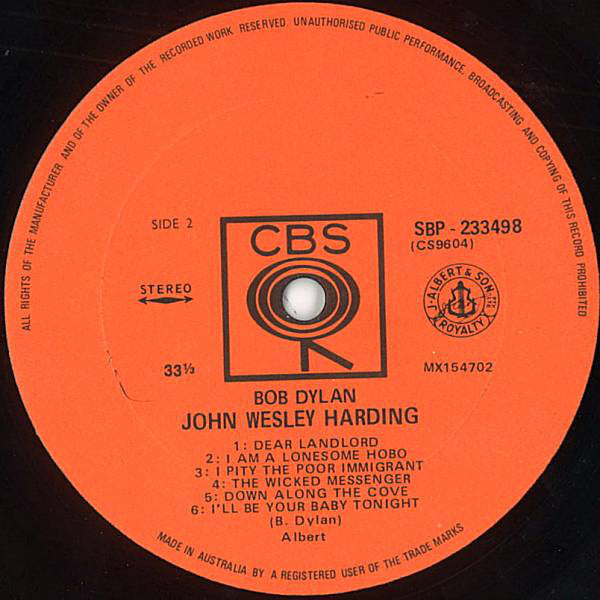 ALL RIGHTS OF THE MANUFACTURER AND OF THE OWNER OF THE RECORDED WORK RESERVED. UNAUTHORISED PUBLIC PERFORMANCE. BROADCASTING AND COPYING OF THIS RECORD PROHIBITED
SIDE 2
CBS
SBP - 233498
(CS9604)
STEREO
J. ALBERT & SON
ROYALTY
33⅓
MX154702
BOB DYLAN
JOHN WESLEY HARDING
1: DEAR LANDLORD
2: I AM A LONESOME HOBO
3: I PITY THE POOR IMMIGRANT
4: THE WICKED MESSENGER
5: DOWN ALONG THE COVE
6: I'LL BE YOUR BABY TONIGHT
(B. Dylan)
Albert
MADE IN AUSTRALIA BY A REGISTERED USER OF THE TRADE MARKS